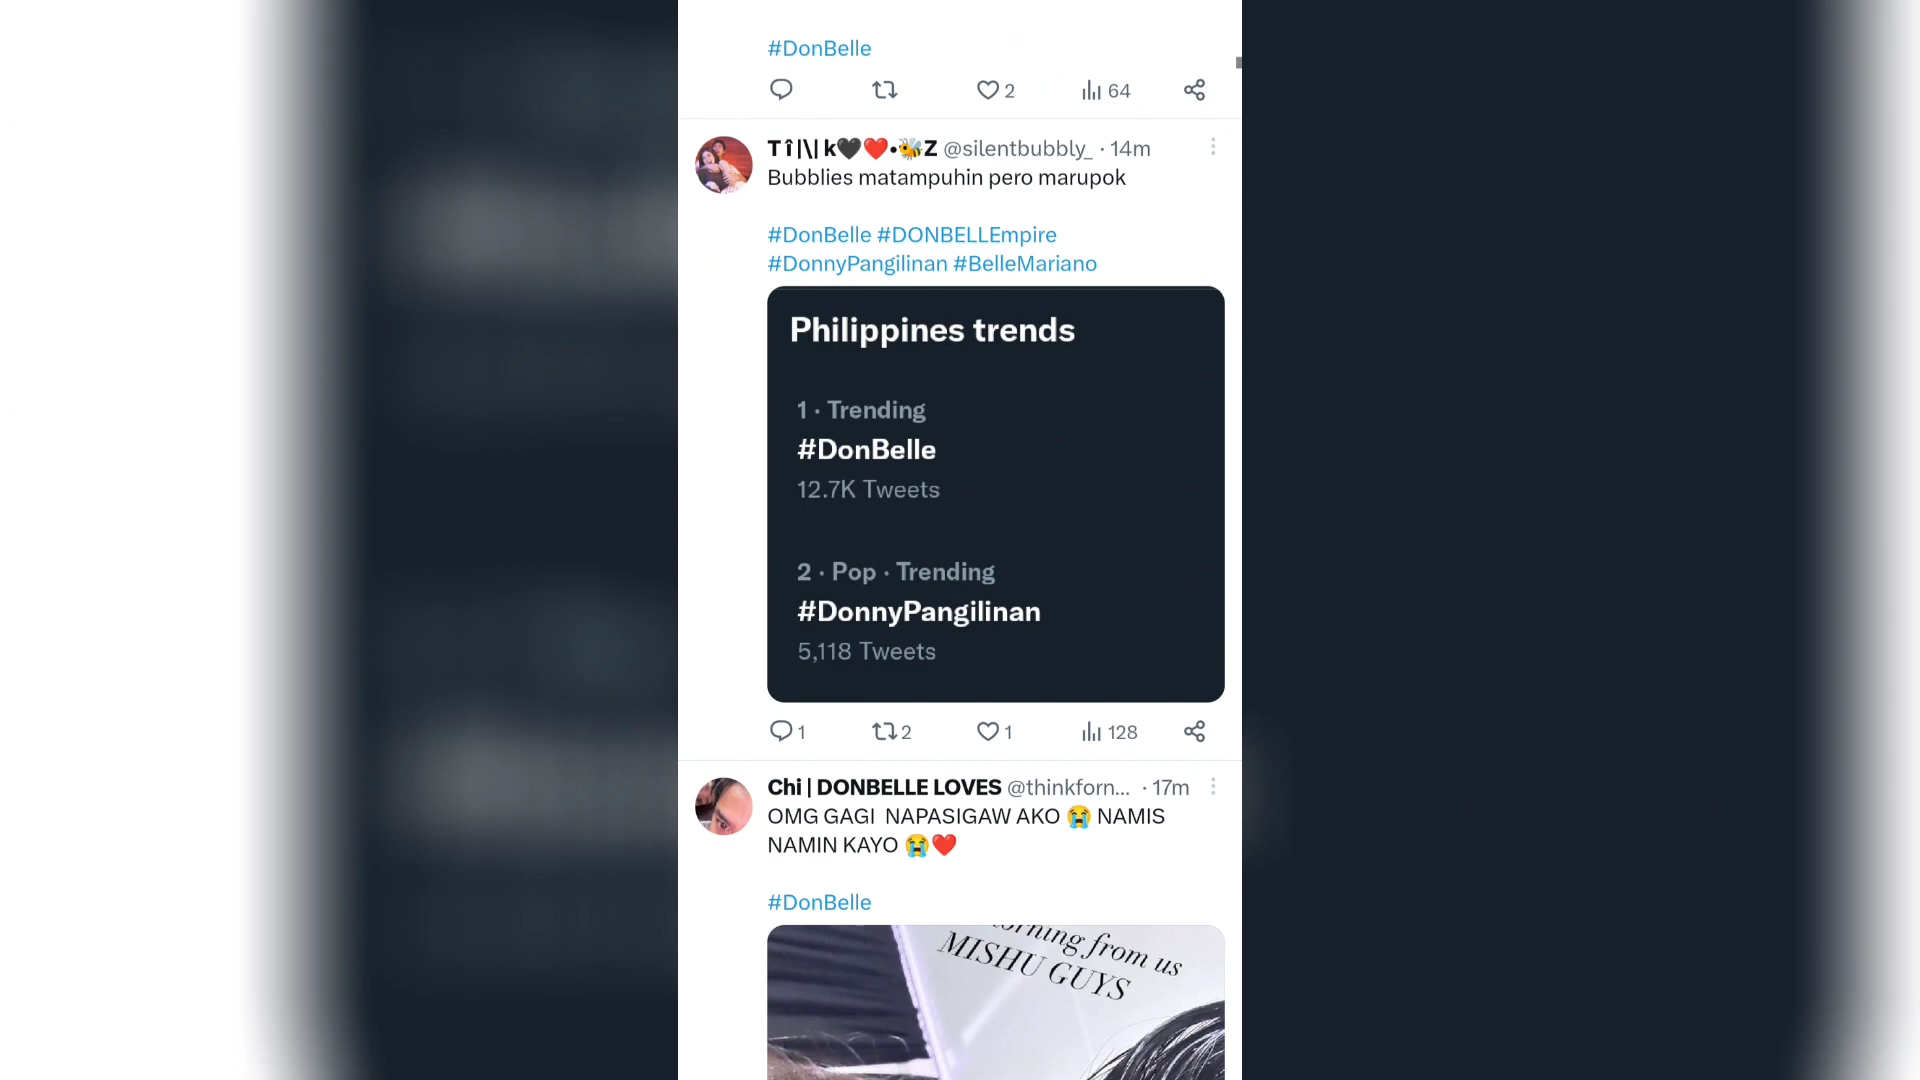 #DonBelle
2
64
Tî|\| k🖤❤️•🐝Z @silentbubbly_ · 14m
Bubblies matampuhin pero marupok
#DonBelle #DONBELLEmpire
#DonnyPangilinan #BelleMariano
Philippines trends
1 · Trending
#DonBelle
12.7K Tweets
2 · Pop · Trending
#DonnyPangilinan
5,118 Tweets
1
2
1
128
Chi | DONBELLE LOVES @thinkforn... · 17m
OMG GAGI NAPASIGAW AKO 😭 NAMIS
NAMIN KAYO 😭❤️
#DonBelle
from us
MISHU GUYS